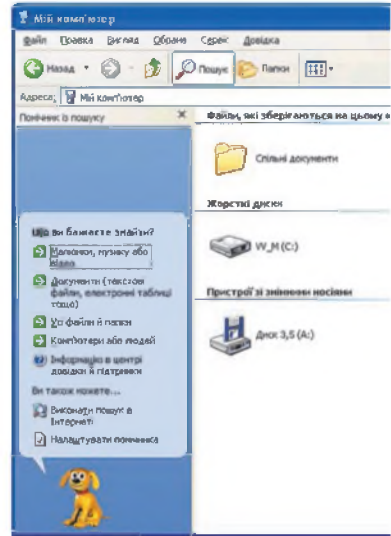 Мій комп'ютер
Файл Правка Вигляд Обране Сервіс Довідка
Назад Пошук Папки
Адреса: Мій комп'ютер
Помічник із пошуку
Файли, які зберігаються на цьому
Спільні документи
Жорсткі диски
W_M (C:)
Пристрої зі змінними носіями
Диск 3,5 (A:)
Що ви бажаєте знайти?
Малюнки, музику або
відео
Документи (текстові
файли, електронні таблиці
тощо)
Усі файли й папки
Комп'ютери або людей
Інформацію в центрі
довідки й підтримки
Ви також можете...
Виконати пошук в
Інтернеті
Налаштувати помічника